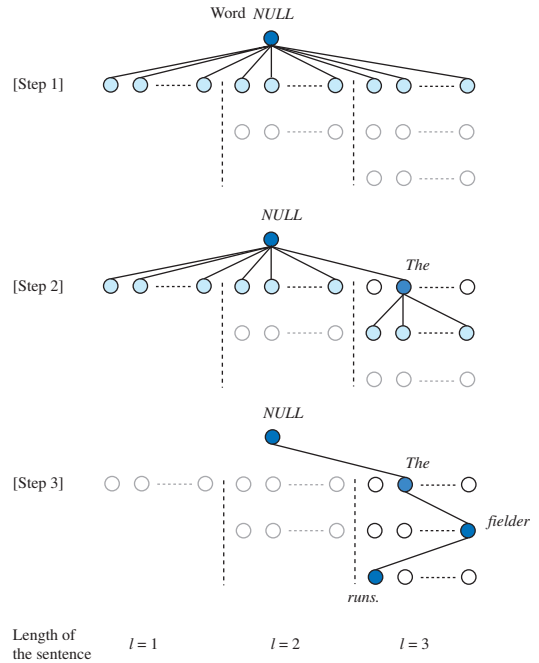 Word NULL
[Step 1]
NULL
The
[Step 2]
NULL
The
[Step 3]
fielder
runs.
Length of
the sentence
l = 1
l = 2
l = 3